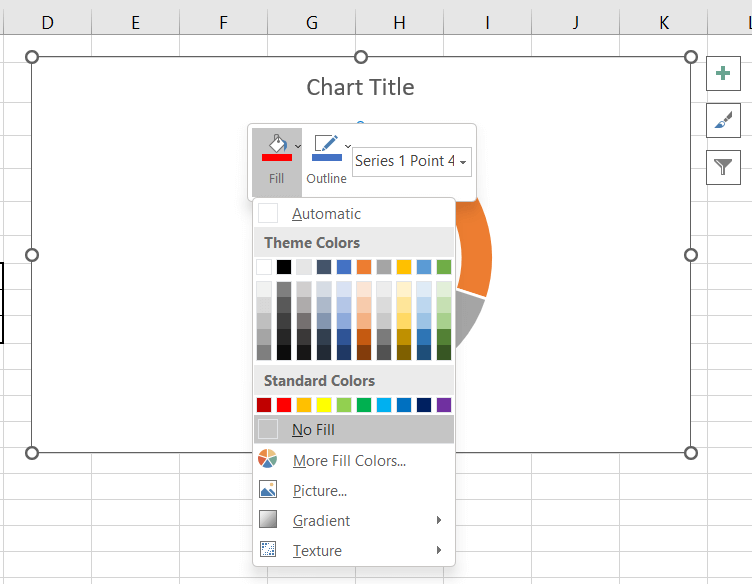 D E F G H I J K
Chart Title
Fill Outline Series 1 Point 4
Automatic
Theme Colors
Standard Colors
No Fill
More Fill Colors...
Picture...
Gradient
Texture